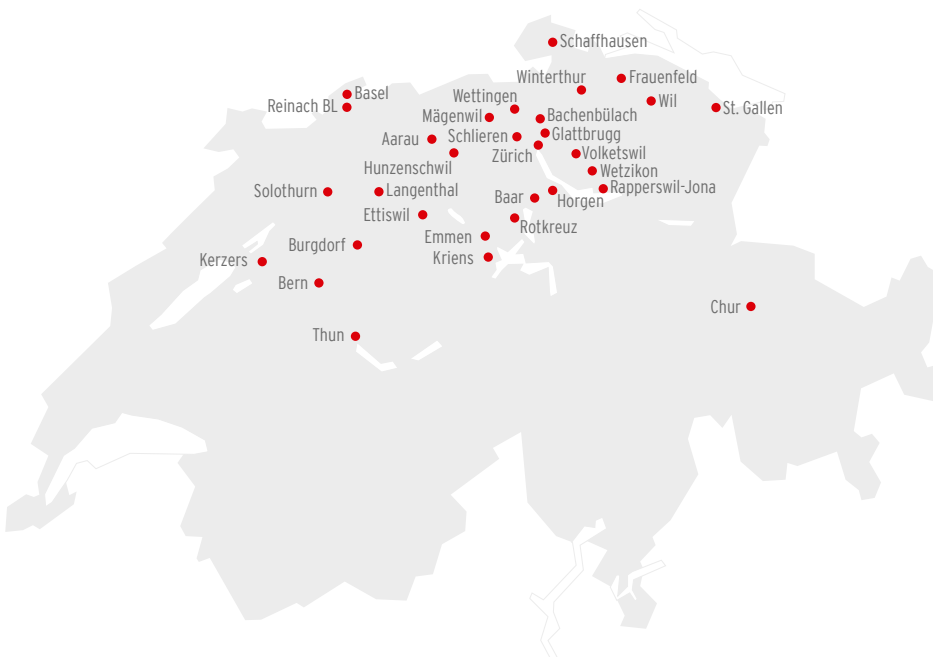 Schaffhausen
Winterthur
Frauenfeld
Basel
Wettingen
Wil
Reinach BL
St. Gallen
Mägenwil
Bachenbülach
Aarau
Schlieren
Glattbrugg
Zürich
Volketswil
Hunzenschwil
Wetzikon
Solothurn
Langenthal
Rapperswil-Jona
Baar
Horgen
Ettiswil
Rotkreuz
Emmen
Burgdorf
Kriens
Kerzers
Bern
Chur
Thun